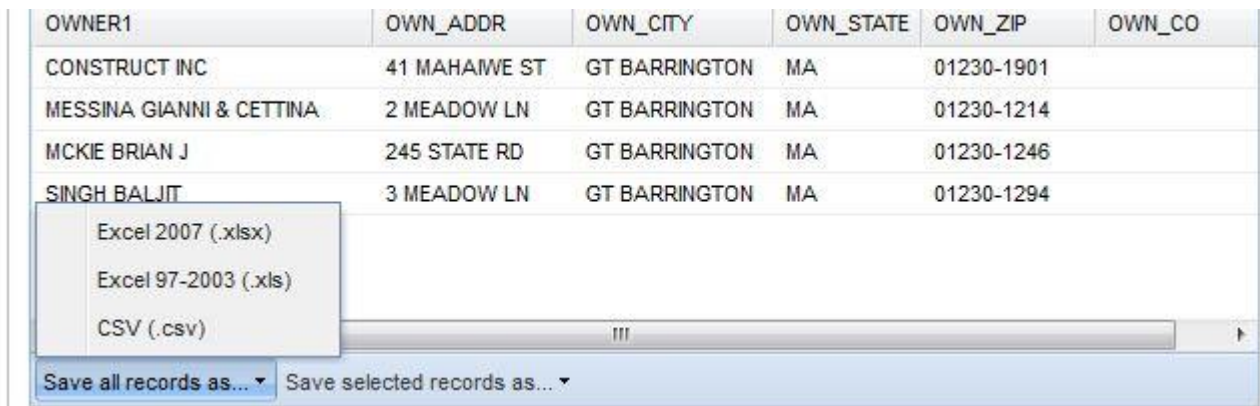 OWNER1 OWN_ADDR OWN_CITY OWN_STATE OWN_ZIP OWN_CO
CONSTRUCT INC 41 MAHAIWE ST GT BARRINGTON MA 01230-1901
MESSINA GIANNI & CETTINA 2 MEADOW LN GT BARRINGTON MA 01230-1214
MCKIE BRIAN J 245 STATE RD GT BARRINGTON MA 01230-1246
SINGH BALJIT 3 MEADOW LN GT BARRINGTON MA 01230-1294
Excel 2007 (.xlsx)
Excel 97-2003 (.xls)
CSV (.csv)
Save all records as... Save selected records as...